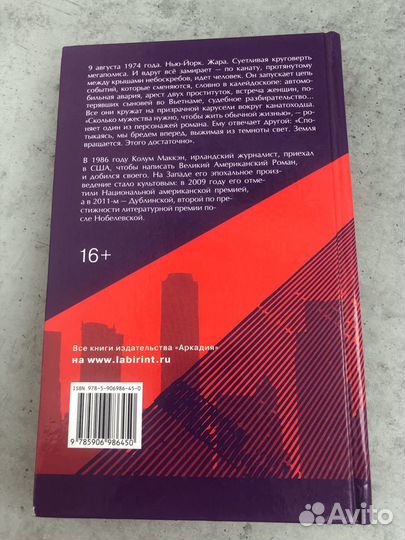 9 августа 1974 года. Нью-Йорк. Жара. Суетливая круговерть
мегаполиса. И вдруг всё замирает — по канату, протянутому
между крышами небоскребов, идет человек. Он запускает цепь
событий, которые сменяются, словно в калейдоскопе: автомо-
бильная авария, арест двух проституток, встреча женщин, по-
терявших сыновей во Вьетнаме, судебное разбирательство...
Все они кружат на призрачной карусели вокруг канатоходца.
«Сколько мужества нужно, чтобы жить обычной жизнью», — ро-
няет один из персонажей романа. Ему отвечает другой: «Спо-
тыкаясь, мы бредем вперед, выжимая из темноты свет. Земля
вращается. Этого достаточно».
В 1986 году Колум Маккэн, ирландский журналист, приехал
в США, чтобы написать Великий Американский Роман,
и добился своего. На Западе его эпохальное произ-
ведение стало культовым: в 2009 году его отме-
тили Национальной американской премией,
а в 2011-м — Дублинской, второй по пре-
стижности литературной премии по-
сле Нобелевской.
16+
Все книги издательства «Аркадия»
на www.labirint.ru
ISBN 978-5-906986-45-0
9 785906 986450
Avito